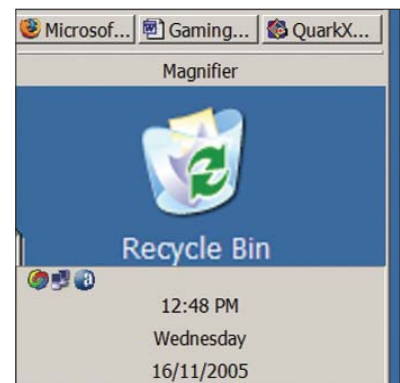 Microsof... Gaming... QuarkX...
Magnifier
Recycle Bin
12:48 PM
Wednesday
16/11/2005